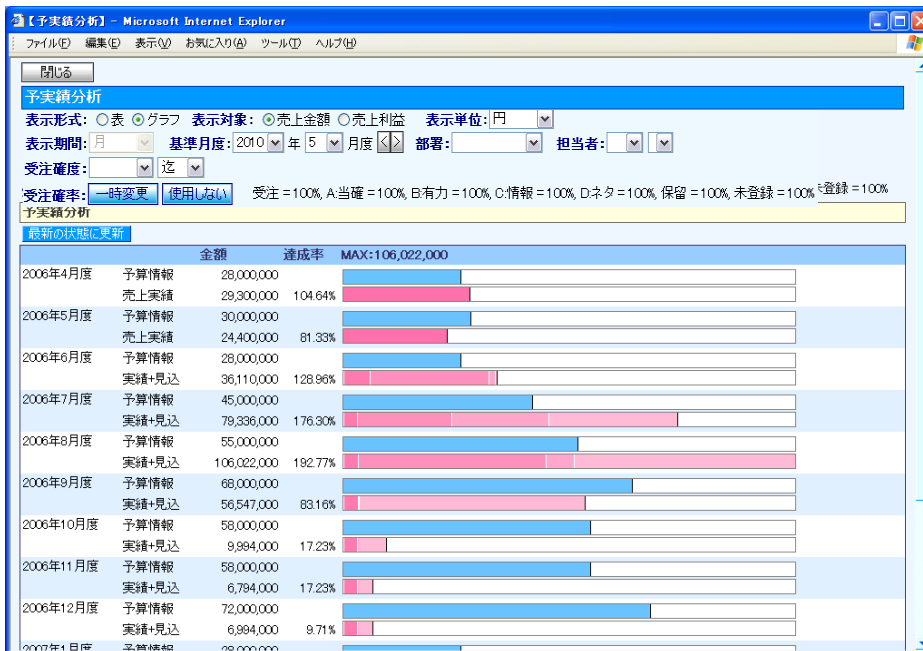 【予実績分析】 - Microsoft Internet Explorer
ファイル(F) 編集(E) 表示(V) お気に入り(A) ツール(T) ヘルプ(H)
閉じる
予実績分析
表示形式: 表 グラフ 表示対象: 売上金額 売上利益 表示単位: 円
表示期間: 月 基準月度: 2010 年 5 月度 < > 部署: 担当者:
受注確度: 迄
受注確率: 一時変更 使用しない 受注=100%, A:当確=100%, B:有力=100%, C:情報=100%, D:ネタ=100%, 保留=100%, 未登録=100%
登録=100%
予実績分析
最新の状態に更新
金額 達成率 MAX:106,022,000
2006年4月度 予算情報 28,000,000
売上実績 29,300,000 104.64%
2006年5月度 予算情報 30,000,000
売上実績 24,400,000 81.33%
2006年6月度 予算情報 28,000,000
実績+見込 36,110,000 128.96%
2006年7月度 予算情報 45,000,000
実績+見込 79,336,000 176.30%
2006年8月度 予算情報 55,000,000
実績+見込 106,022,000 192.77%
2006年9月度 予算情報 68,000,000
実績+見込 56,547,000 83.16%
2006年10月度 予算情報 58,000,000
実績+見込 9,994,000 17.23%
2006年11月度 予算情報 58,000,000
実績+見込 6,794,000 17.23%
2006年12月度 予算情報 72,000,000
実績+見込 6,994,000 9.71%
2007年1月度 予算情報 28,000,000